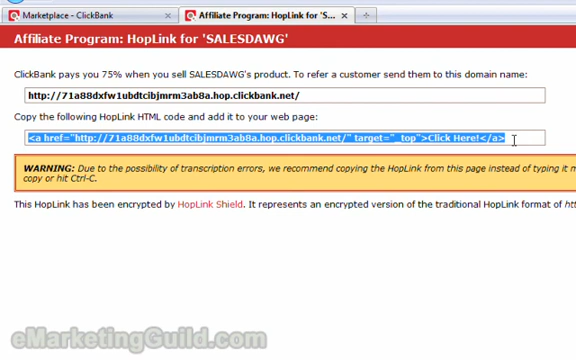 Marketplace - ClickBank
Affiliate Program: HopLink for 'S...
Affiliate Program: HopLink for 'SALESDAWG'
ClickBank pays you 75% when you sell SALESDAWG's product. To refer a customer send them to this domain name:
http://71a88dxfw1ubdtcibjmrm3ab8a.hop.clickbank.net/
Copy the following HopLink HTML code and add it to your web page:
<a href="http://71a88dxfw1ubdtcibjmrm3ab8a.hop.clickbank.net/" target="_top">Click Here!</a>
WARNING: Due to the possibility of transcription errors, we recommend copying the HopLink from this page instead of typing it m
copy or hit Ctrl-C.
This HopLink has been encrypted by HopLink Shield. It represents an encrypted version of the traditional HopLink format of htt
eMarketingGuild.com